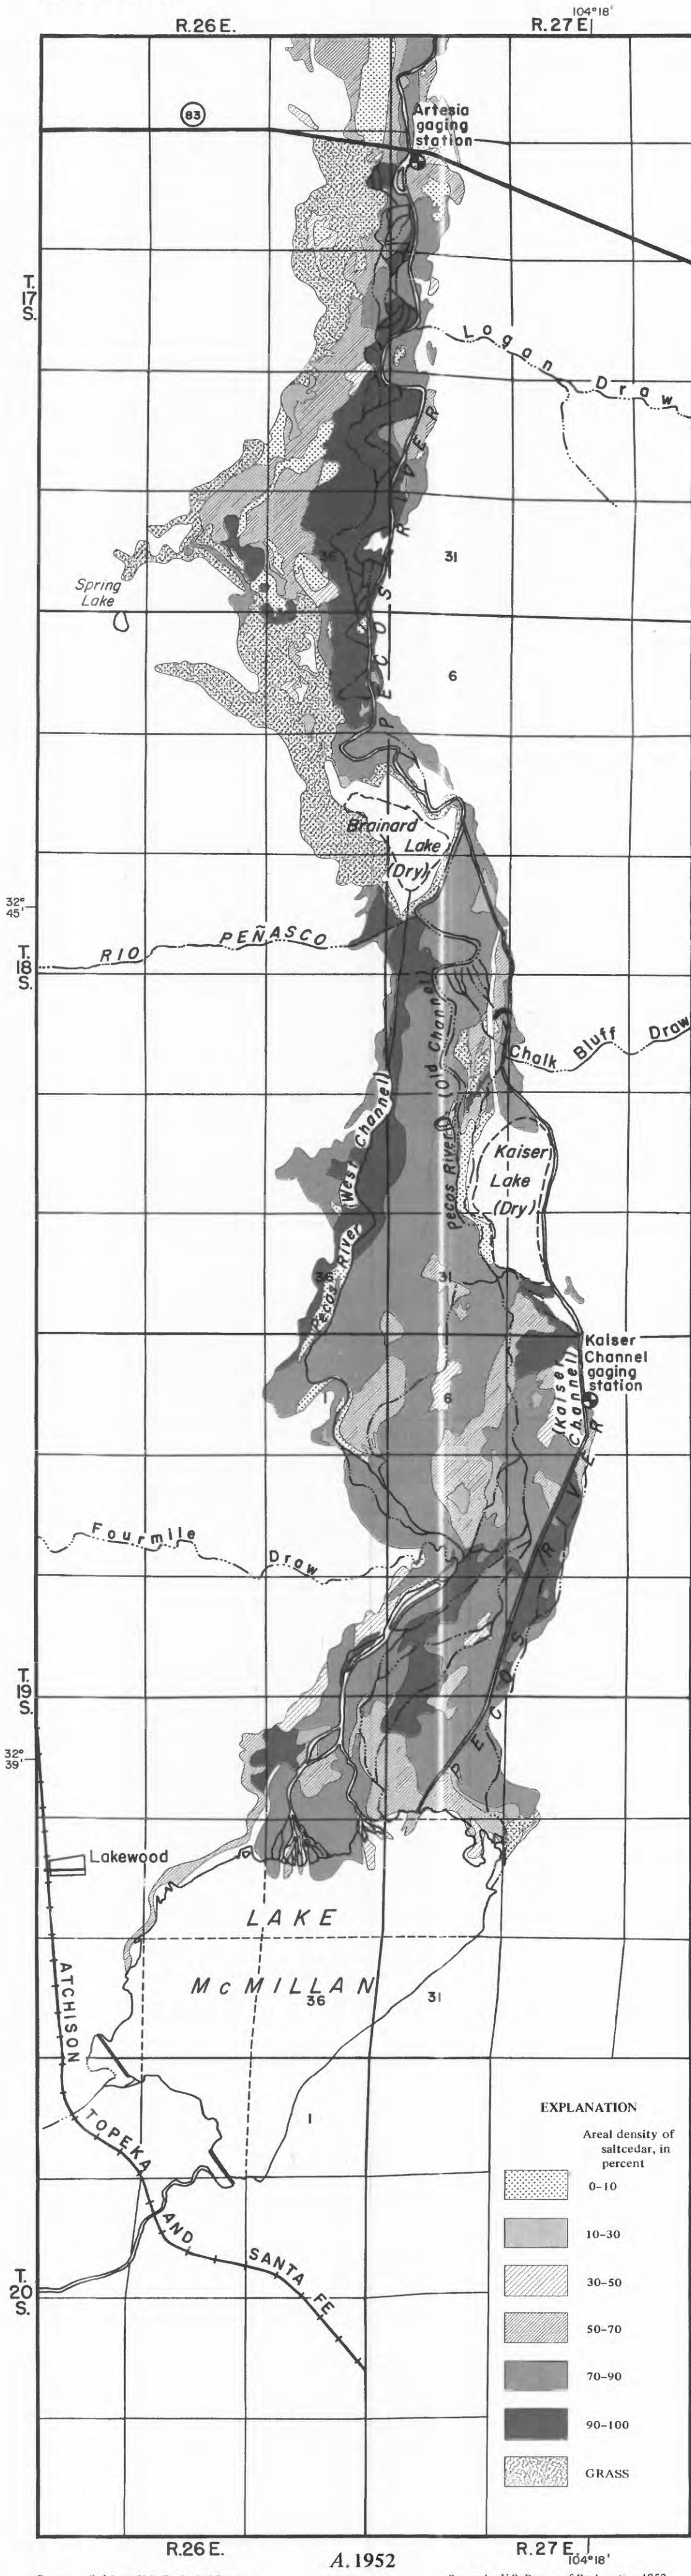 104°18'
R.26E.
R.27E
83
Artesia
gaging
station
T.
17
S.
Logan Draw
PECOS RIVER
36
31
Spring
Lake
6
Brainard
Lake
(Dry)
32°
45'
RIO PEÑASCO
T.
18
S.
Chalk Bluff Draw
Pecos River (Old Channel)
Pecos River (West Channel)
Kaiser
Lake
(Dry)
36
31
Kaiser
Channel
gaging
station
(Kaiser
Channel)
1
6
PECOS RIVER
Fourmile Draw
T.
19
S.
32°
39'
Lakewood
LAKE
McMILLAN
36
31
1
ATCHISON TOPEKA AND SANTA FE
EXPLANATION
Areal density of
saltcedar, in
percent
0-10
10-30
30-50
50-70
70-90
90-100
GRASS
T.
20
S.
R.26E.
A. 1952
R.27E
104°18'